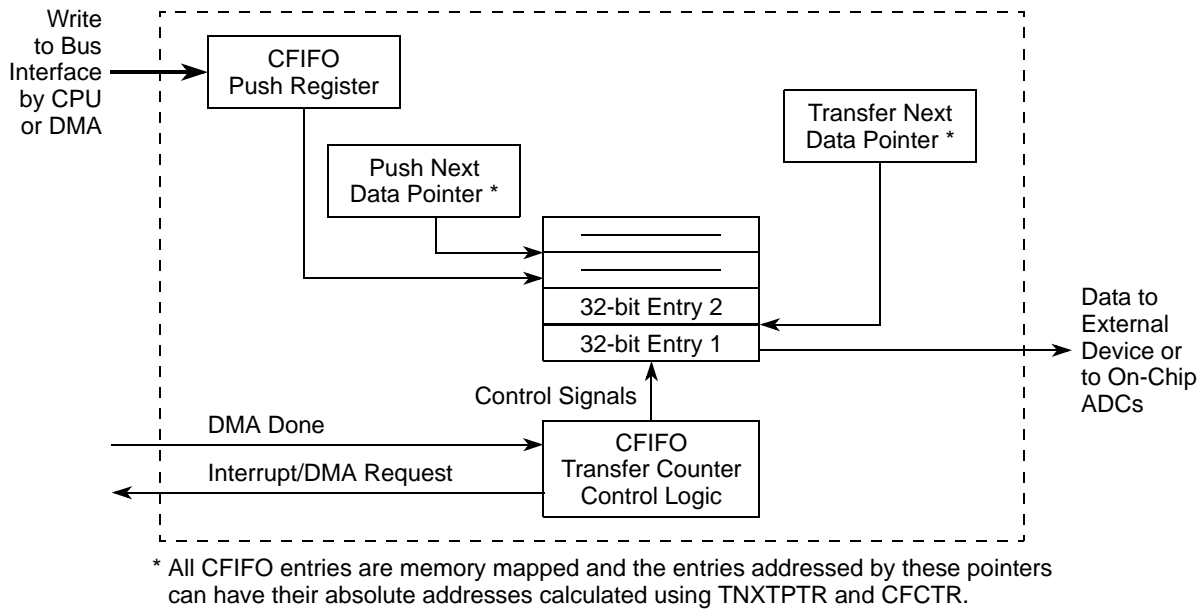 Write
to Bus
Interface
by CPU
or DMA
CFIFO
Push Register
Transfer Next
Data Pointer *
Push Next
Data Pointer *
32-bit Entry 2
32-bit Entry 1
Data to
External
Device or
to On-Chip
ADCs
Control Signals
DMA Done
CFIFO
Transfer Counter
Control Logic
Interrupt/DMA Request
* All CFIFO entries are memory mapped and the entries addressed by these pointers
can have their absolute addresses calculated using TNXTPTR and CFCTR.